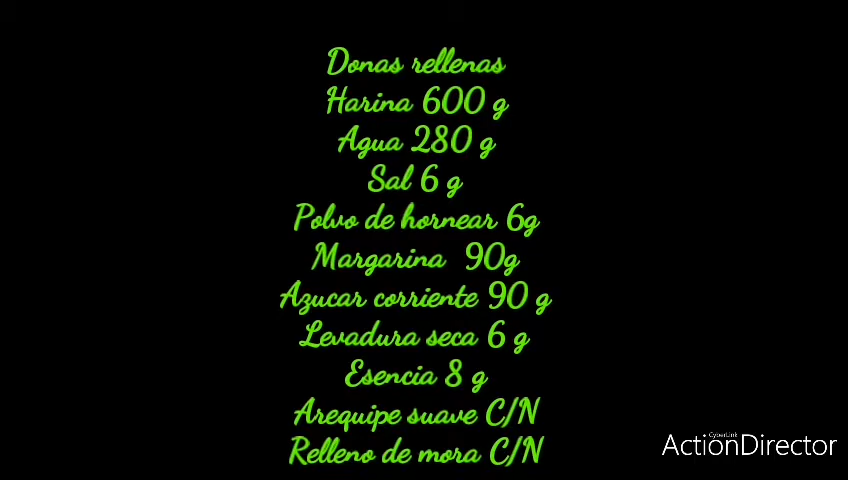 Donas rellenas
Harina 600 g
Agua 280 g
Sal 6 g
Polvo de hornear 6g
Margarina 90g
Azucar corriente 90 g
Levadura seca 6 g
Esencia 8 g
Arequipe suave C/N
Relleno de mora C/N
CyberLink
ActionDirector